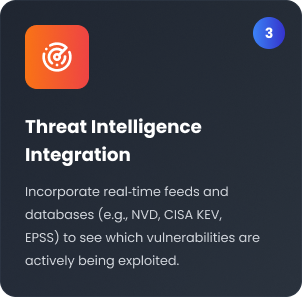 3
Threat Intelligence
Integration
Incorporate real-time feeds and
databases (e.g., NVD, CISA KEV,
EPSS) to see which vulnerabilities are
actively being exploited.